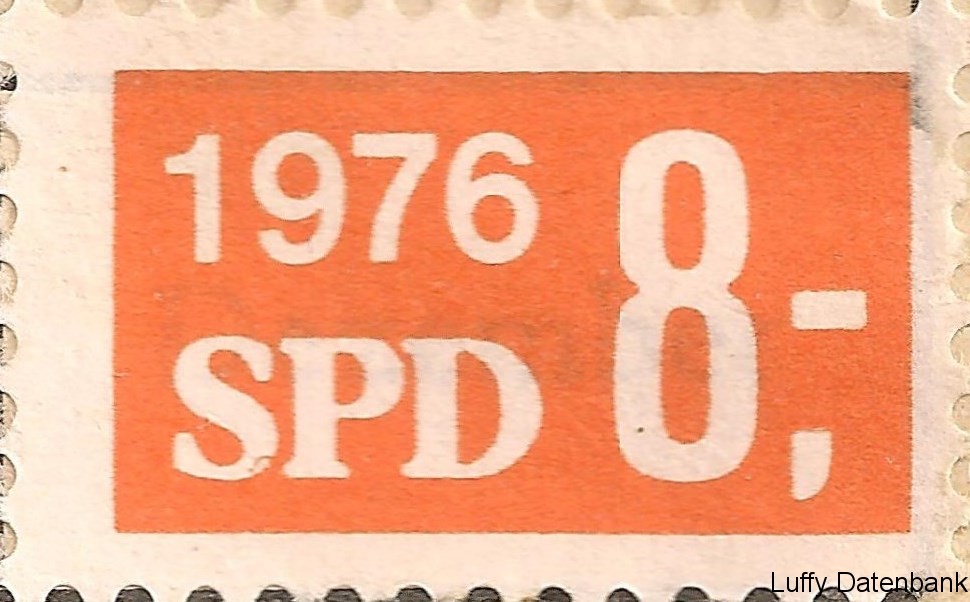 1976
SPD
8,-
Luffy Datenbank